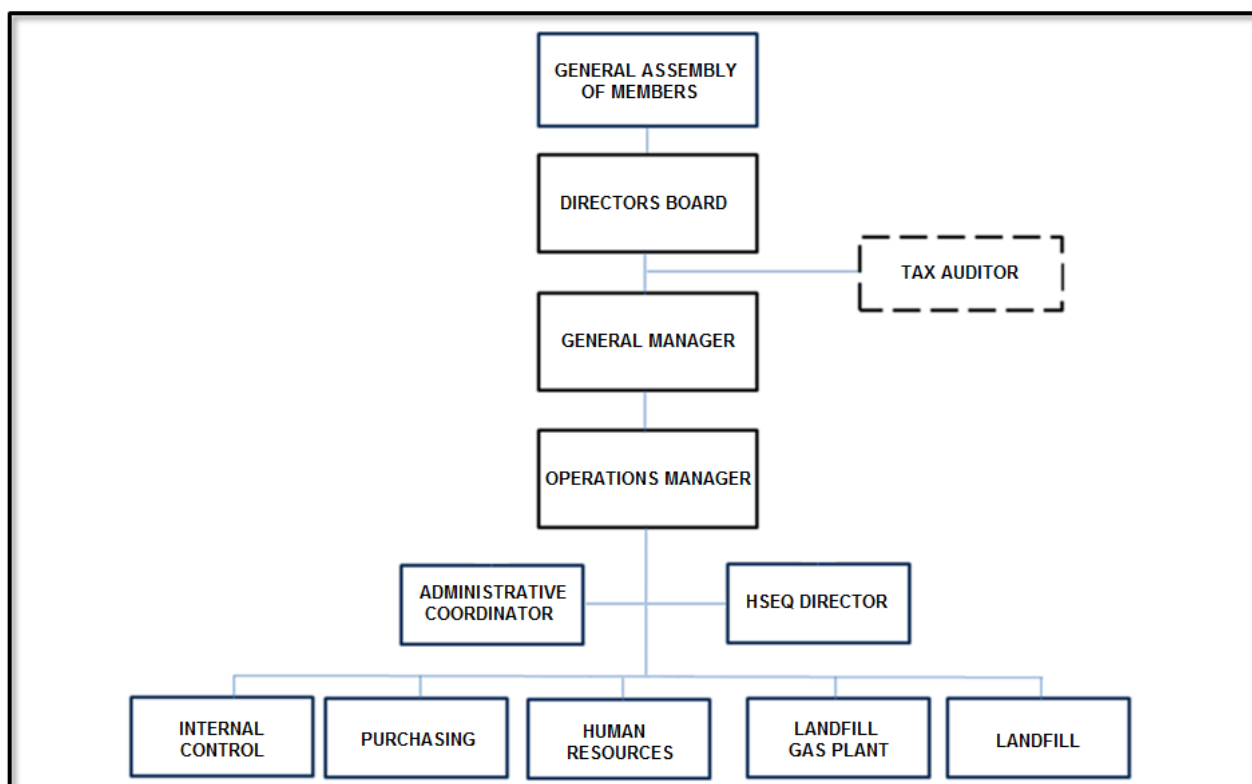 GENERAL ASSEMBLY
OF MEMBERS
DIRECTORS BOARD
TAX AUDITOR
GENERAL MANAGER
OPERATIONS MANAGER
ADMINISTRATIVE
COORDINATOR
HSEQ DIRECTOR
INTERNAL
CONTROL
PURCHASING
HUMAN
RESOURCES
LANDFILL
GAS PLANT
LANDFILL